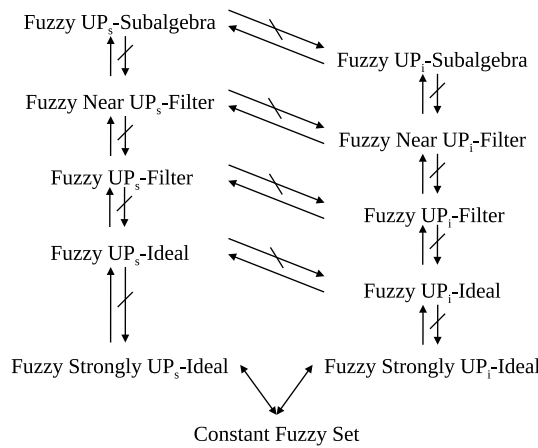 Fuzzy UPₛ-Subalgebra
Fuzzy UPᵢ-Subalgebra
Fuzzy Near UPₛ-Filter
Fuzzy Near UPᵢ-Filter
Fuzzy UPₛ-Filter
Fuzzy UPᵢ-Filter
Fuzzy UPₛ-Ideal
Fuzzy UPᵢ-Ideal
Fuzzy Strongly UPₛ-Ideal
Fuzzy Strongly UPᵢ-Ideal
Constant Fuzzy Set